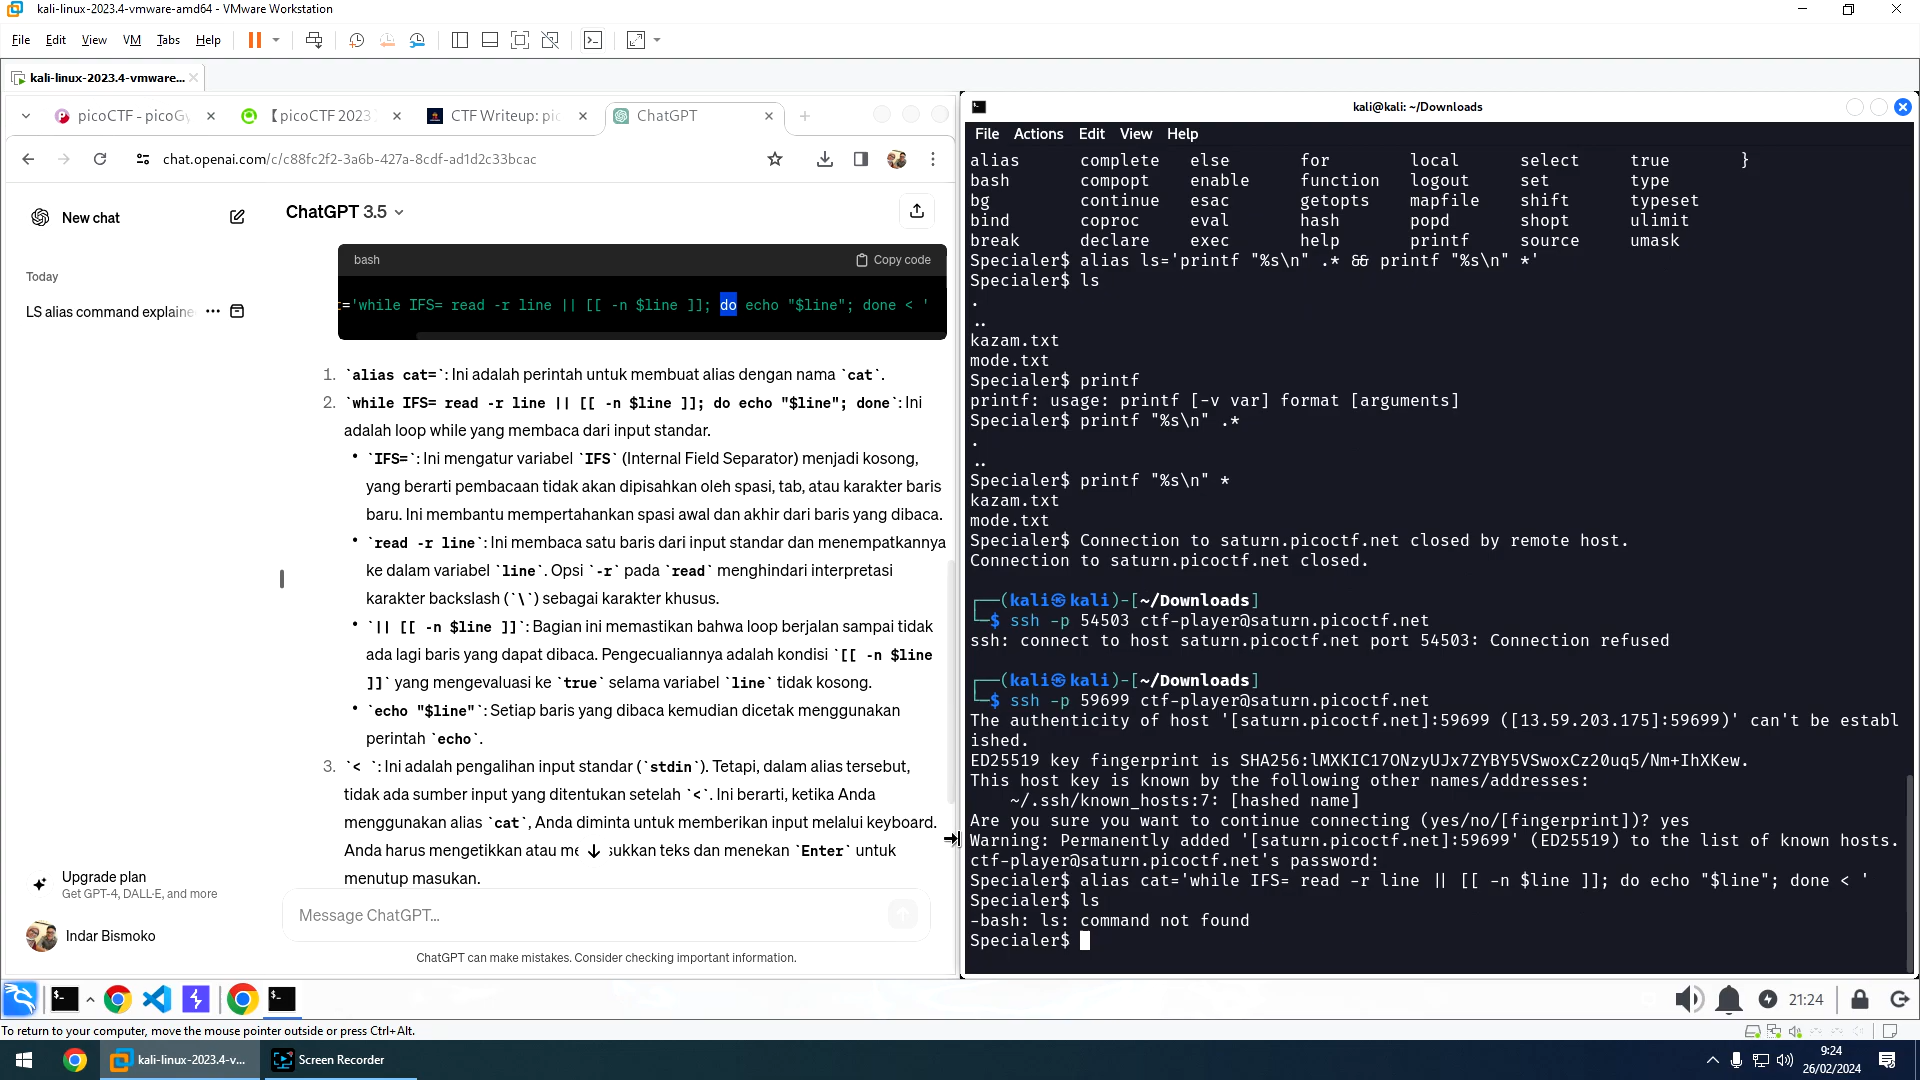 kali-linux-2023.4-vmware-amd64 - VMware Workstation
File Edit View VM Tabs Help
kali-linux-2023.4-vmware...
picoCTF - picoGy
【picoCTF 2023
CTF Writeup: pic
ChatGPT
chat.openai.com/c/c88fc2f2-3a6b-427a-8cdf-ad1d2c33bcac
New chat
Today
LS alias command explaine
Upgrade plan
Get GPT-4, DALL·E, and more
Indar Bismoko
ChatGPT 3.5
bash
Copy code
='while IFS= read -r line || [[ -n $line ]]; do echo "$line"; done < '
1. `alias cat=`: Ini adalah perintah untuk membuat alias dengan nama `cat`.
2. `while IFS= read -r line || [[ -n $line ]]; do echo "$line"; done`: Ini
adalah loop while yang membaca dari input standar.
• `IFS=`: Ini mengatur variabel `IFS` (Internal Field Separator) menjadi kosong,
yang berarti pembacaan tidak akan dipisahkan oleh spasi, tab, atau karakter baris
baru. Ini membantu mempertahankan spasi awal dan akhir dari baris yang dibaca.
• `read -r line`: Ini membaca satu baris dari input standar dan menempatkannya
ke dalam variabel `line`. Opsi `-r` pada `read` menghindari interpretasi
karakter backslash (`\`) sebagai karakter khusus.
• `|| [[ -n $line ]]`: Bagian ini memastikan bahwa loop berjalan sampai tidak
ada lagi baris yang dapat dibaca. Pengecualiannya adalah kondisi `[[ -n $line
]]` yang mengevaluasi ke `true` selama variabel `line` tidak kosong.
• `echo "$line"`: Setiap baris yang dibaca kemudian dicetak menggunakan
perintah `echo`.
3. `< `: Ini adalah pengalihan input standar (`stdin`). Tetapi, dalam alias tersebut,
tidak ada sumber input yang ditentukan setelah `<`. Ini berarti, ketika Anda
menggunakan alias `cat`, Anda diminta untuk memberikan input melalui keyboard.
Anda harus mengetikkan atau me sukkan teks dan menekan `Enter` untuk
menutup masukan.
Message ChatGPT...
ChatGPT can make mistakes. Consider checking important information.
kali@kali: ~/Downloads
File Actions Edit View Help
alias complete else for local select true }
bash compopt enable function logout set type
bg continue esac getopts mapfile shift typeset
bind coproc eval hash popd shopt ulimit
break declare exec help printf source umask
Specialer$ alias ls='printf "%s\n" .* && printf "%s\n" *'
Specialer$ ls
.
..
kazam.txt
mode.txt
Specialer$ printf
printf: usage: printf [-v var] format [arguments]
Specialer$ printf "%s\n" .*
.
..
Specialer$ printf "%s\n" *
kazam.txt
mode.txt
Specialer$ Connection to saturn.picoctf.net closed by remote host.
Connection to saturn.picoctf.net closed.
┌──(kali㉿kali)-[~/Downloads]
└─$ ssh -p 54503 ctf-player@saturn.picoctf.net
ssh: connect to host saturn.picoctf.net port 54503: Connection refused
┌──(kali㉿kali)-[~/Downloads]
└─$ ssh -p 59699 ctf-player@saturn.picoctf.net
The authenticity of host '[saturn.picoctf.net]:59699 ([13.59.203.175]:59699)' can't be establ
ished.
ED25519 key fingerprint is SHA256:lMXKIC17ONzyUJx7ZYBY5VSwoxCz20uq5/Nm+IhXKew.
This host key is known by the following other names/addresses:
~/.ssh/known_hosts:7: [hashed name]
Are you sure you want to continue connecting (yes/no/[fingerprint])? yes
Warning: Permanently added '[saturn.picoctf.net]:59699' (ED25519) to the list of known hosts.
ctf-player@saturn.picoctf.net's password:
Specialer$ alias cat='while IFS= read -r line || [[ -n $line ]]; do echo "$line"; done < '
Specialer$ ls
-bash: ls: command not found
Specialer$
21:24
To return to your computer, move the mouse pointer outside or press Ctrl+Alt.
kali-linux-2023.4-v...
Screen Recorder
9:24
26/02/2024